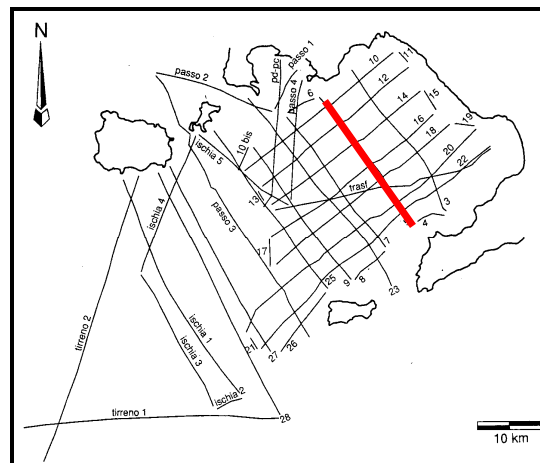 N
passo 1
pd-pc
passo 2
passo 4
6
10
11
12
14
15
16
18
19
20
22
10 bis
ischia 5
13
trasf
3
4
ischia 4
passo 3
17
7
9
8
23
25
tirreno 2
ischia 1
ischia 3
21
27
26
ischia 2
28
tirreno 1
10 km